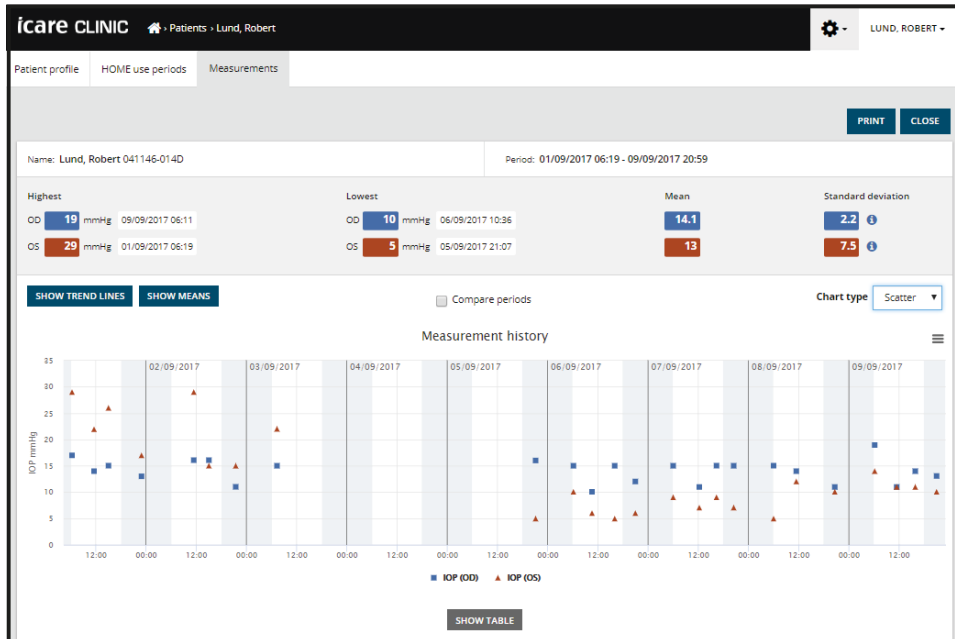 icare CLINIC › Patients › Lund, Robert LUND, ROBERT
Patient profile HOME use periods Measurements
PRINT CLOSE
Name: Lund, Robert 041146-014D Period: 01/09/2017 06:19 - 09/09/2017 20:59
Highest Lowest Mean Standard deviation
OD 19 mmHg 09/09/2017 06:11 OD 10 mmHg 06/09/2017 10:36 14.1 2.2
OS 29 mmHg 01/09/2017 06:19 OS 5 mmHg 05/09/2017 21:07 13 7.5
SHOW TREND LINES SHOW MEANS Compare periods Chart type Scatter
Measurement history
35
02/09/2017 03/09/2017 04/09/2017 05/09/2017 06/09/2017 07/09/2017 08/09/2017 09/09/2017
30
25
20
IOP mmHg
15
10
5
0
12:00 00:00 12:00 00:00 12:00 00:00 12:00 00:00 12:00 00:00 12:00 00:00 12:00 00:00 12:00 00:00 12:00
IOP (OD) IOP (OS)
SHOW TABLE